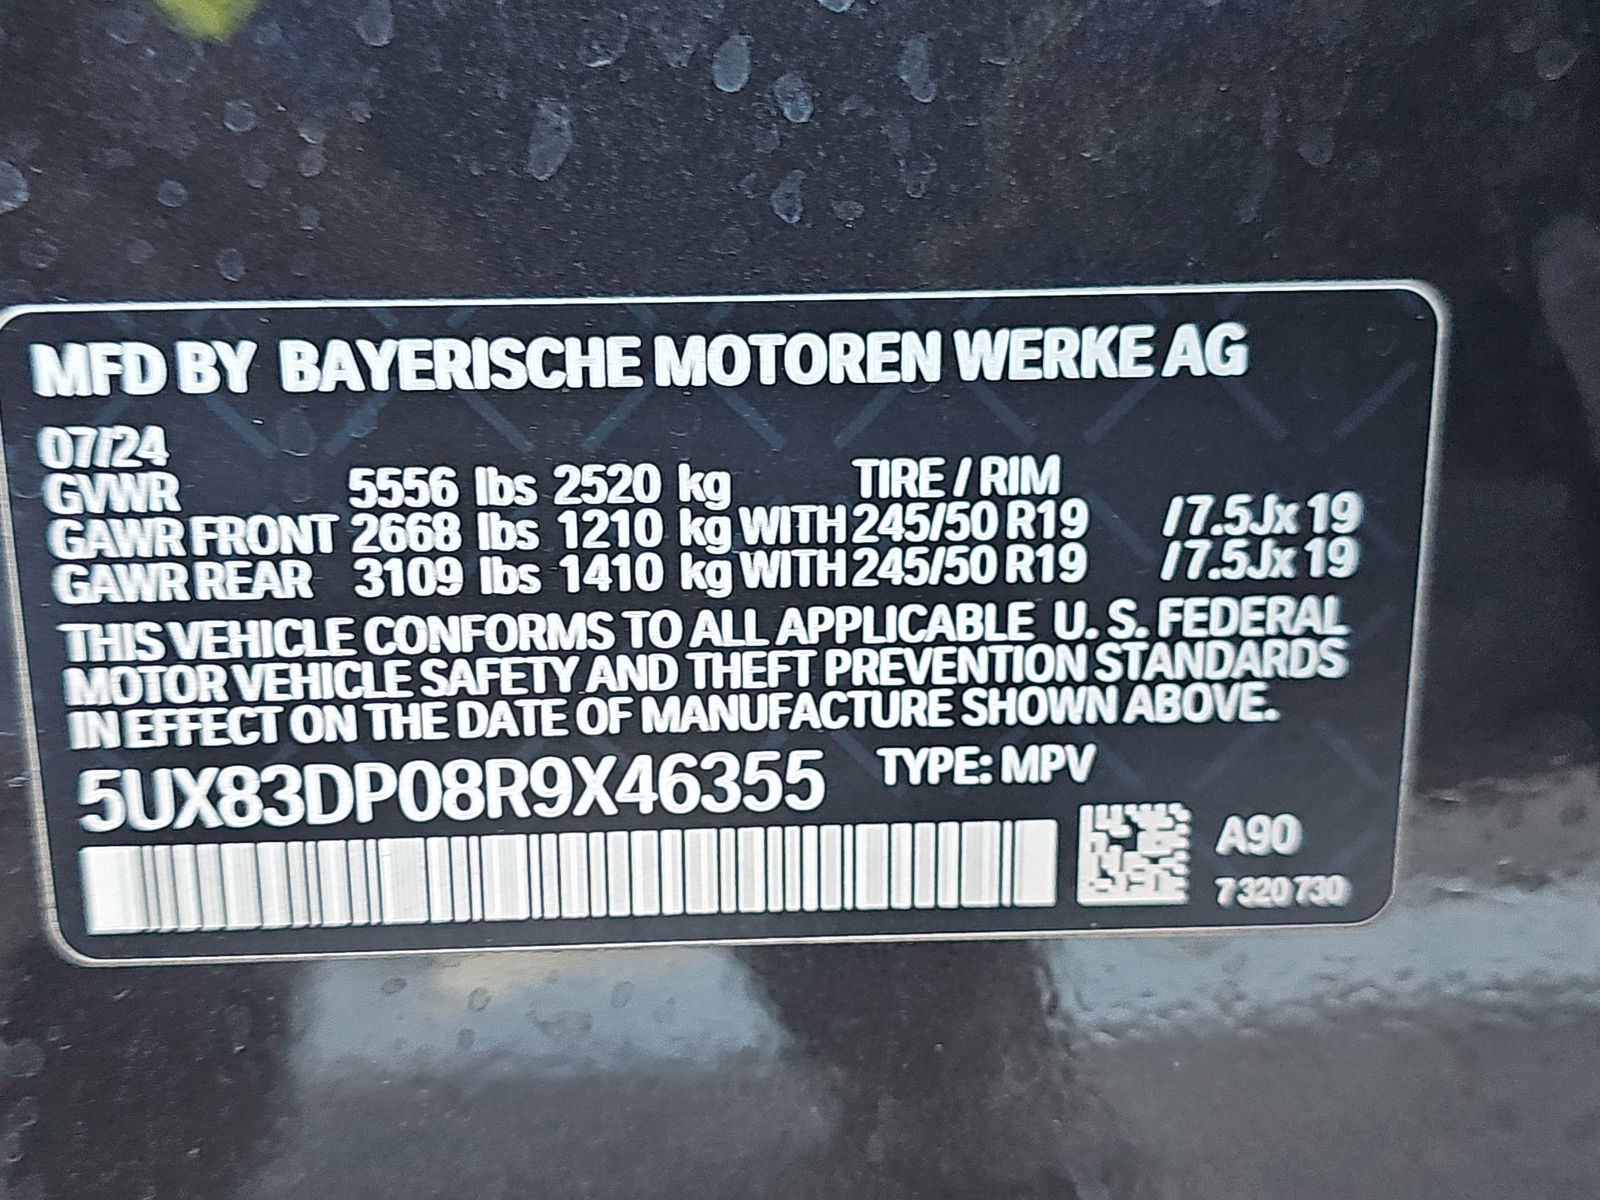 MFD BY BAYERISCHE MOTOREN WERKE AG
07/24
GVWR 5556 lbs 2520 kg TIRE / RIM
GAWR FRONT 2668 lbs 1210 kg WITH 245/50 R19 /7.5Jx 19
GAWR REAR 3109 lbs 1410 kg WITH 245/50 R19 /7.5Jx 19
THIS VEHICLE CONFORMS TO ALL APPLICABLE U. S. FEDERAL
MOTOR VEHICLE SAFETY AND THEFT PREVENTION STANDARDS
IN EFFECT ON THE DATE OF MANUFACTURE SHOWN ABOVE.
5UX83DP08R9X46355 TYPE: MPV
A90
7 320 730